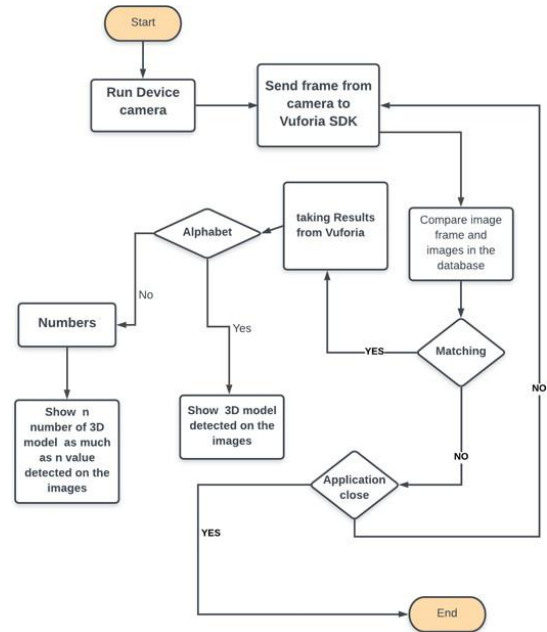 Start
Run Device
camera
Send frame from
camera to
Vuforia SDK
Compare image
frame and
images in the
database
Matching
YES
taking Results
from Vuforia
Alphabet
No
Numbers
Show n
number of 3D
model as much
as n value
detected on the
images
Yes
Show 3D model
detected on the
images
NO
Application
close
NO
YES
End